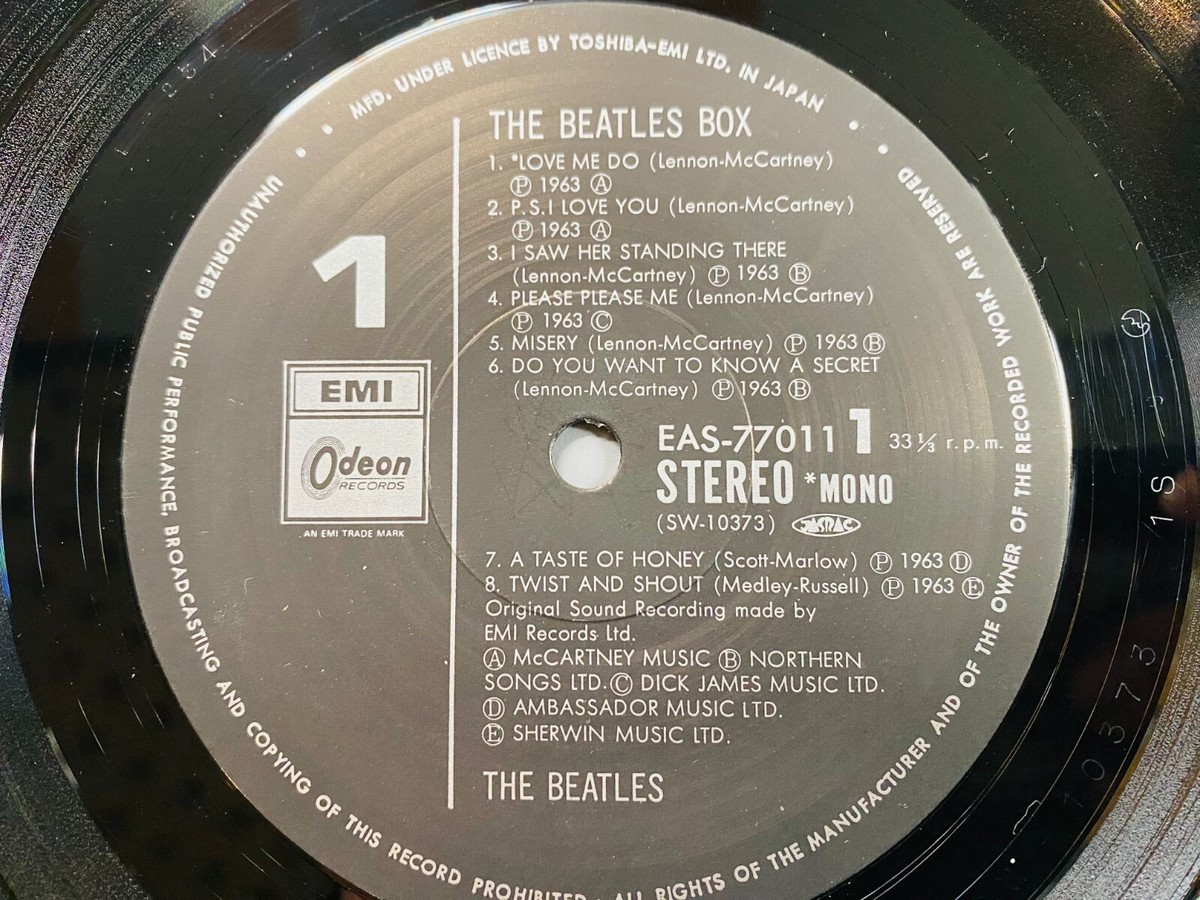 MFD. UNDER LICENCE BY TOSHIBA-EMI LTD. IN JAPAN
UNAUTHORIZED PUBLIC PERFORMANCE, BROADCASTING AND COPYING OF THIS RECORD PROHIBITED · ALL RIGHTS OF THE MANUFACTURER AND OF THE OWNER OF THE RECORDED WORK ARE RESERVED
THE BEATLES BOX
1. *LOVE ME DO (Lennon-McCartney)
Ⓟ 1963 Ⓐ
2. P.S.I LOVE YOU (Lennon-McCartney)
Ⓟ 1963 Ⓐ
3. I SAW HER STANDING THERE
(Lennon-McCartney) Ⓟ 1963 Ⓑ
4. PLEASE PLEASE ME (Lennon-McCartney)
Ⓟ 1963 Ⓒ
5. MISERY (Lennon-McCartney) Ⓟ 1963 Ⓑ
6. DO YOU WANT TO KNOW A SECRET
(Lennon-McCartney) Ⓟ 1963 Ⓑ
1
EMI
Odeon
RECORDS
AN EMI TRADE MARK
EAS-77011 1 33⅓ r.p.m.
STEREO *MONO
(SW-10373) JASRAC
7. A TASTE OF HONEY (Scott-Marlow) Ⓟ 1963 Ⓓ
8. TWIST AND SHOUT (Medley-Russell) Ⓟ 1963 Ⓔ
Original Sound Recording made by
EMI Records Ltd.
Ⓐ McCARTNEY MUSIC Ⓑ NORTHERN
SONGS LTD. Ⓒ DICK JAMES MUSIC LTD.
Ⓓ AMBASSADOR MUSIC LTD.
Ⓔ SHERWIN MUSIC LTD.
THE BEATLES
10373 1S